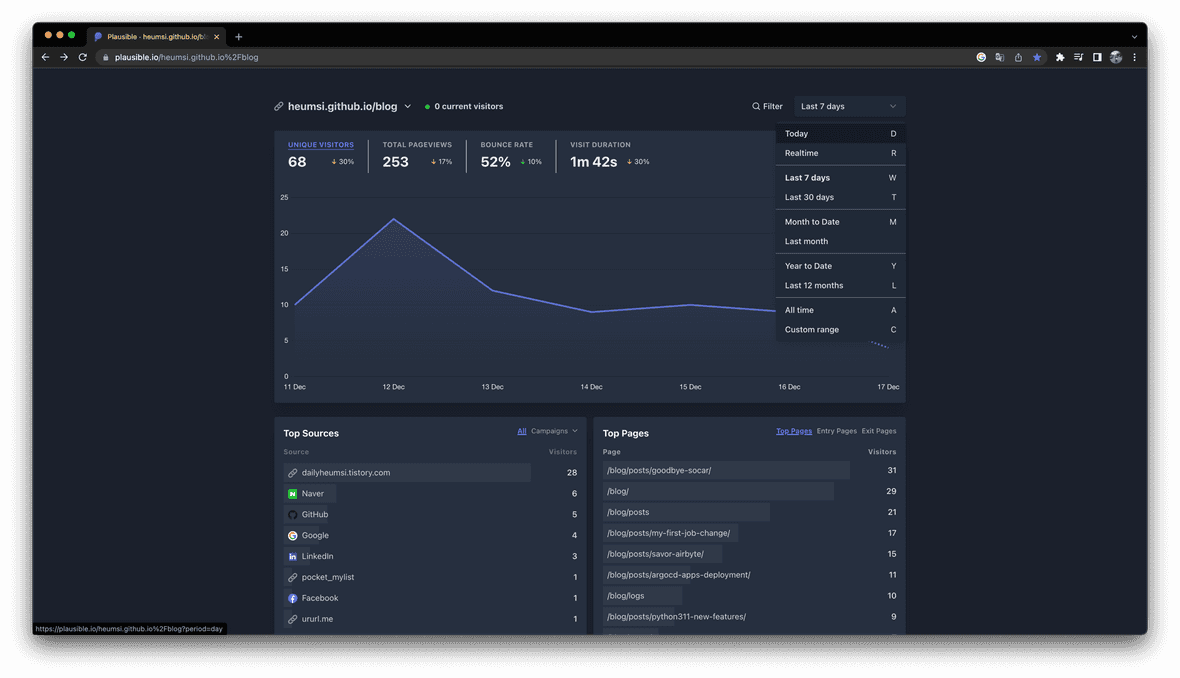 Plausible · heumsi.github.io/bl
plausible.io/heumsi.github.io%2Fblog
heumsi.github.io/blog
0 current visitors
Filter
Last 7 days
UNIQUE VISITORS
68
30%
TOTAL PAGEVIEWS
253
17%
BOUNCE RATE
52%
10%
VISIT DURATION
1m 42s
30%
Today D
Realtime R
Last 7 days W
Last 30 days T
Month to Date M
Last month
Year to Date Y
Last 12 months L
All time A
Custom range C
25
20
15
10
5
0
11 Dec 12 Dec 13 Dec 14 Dec 15 Dec 16 Dec 17 Dec
Top Sources
All Campaigns
Source Visitors
dailyheumsi.tistory.com 28
Naver 6
GitHub 5
Google 4
LinkedIn 3
pocket_mylist 1
Facebook 1
ururl.me 1
Top Pages
Top Pages Entry Pages Exit Pages
Page Visitors
/blog/posts/goodbye-socar/ 31
/blog/ 29
/blog/posts 21
/blog/posts/my-first-job-change/ 17
/blog/posts/savor-airbyte/ 15
/blog/posts/argocd-apps-deployment/ 11
/blog/logs 10
/blog/posts/python311-new-features/ 9
https://plausible.io/heumsi.github.io%2Fblog?period=day